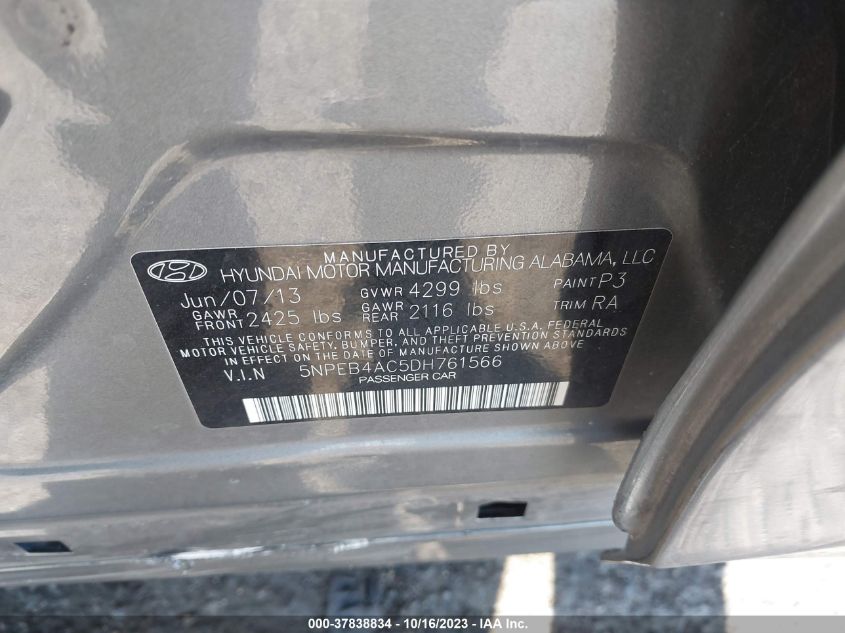 MANUFACTURED BY
HYUNDAI MOTOR MANUFACTURING ALABAMA, LLC
Jun/07/13 GVWR 4299 lbs PAINT P3
GAWR FRONT 2425 lbs GAWR REAR 2116 lbs TRIM RA
THIS VEHICLE CONFORMS TO ALL APPLICABLE U.S.A. FEDERAL
MOTOR VEHICLE SAFETY, BUMPER, AND THEFT PREVENTION STANDARDS
IN EFFECT ON THE DATE OF MANUFACTURE SHOWN ABOVE
V.I.N 5NPEB4AC5DH761566
PASSENGER CAR
000-37838834 - 10/16/2023 - © IAA Inc.